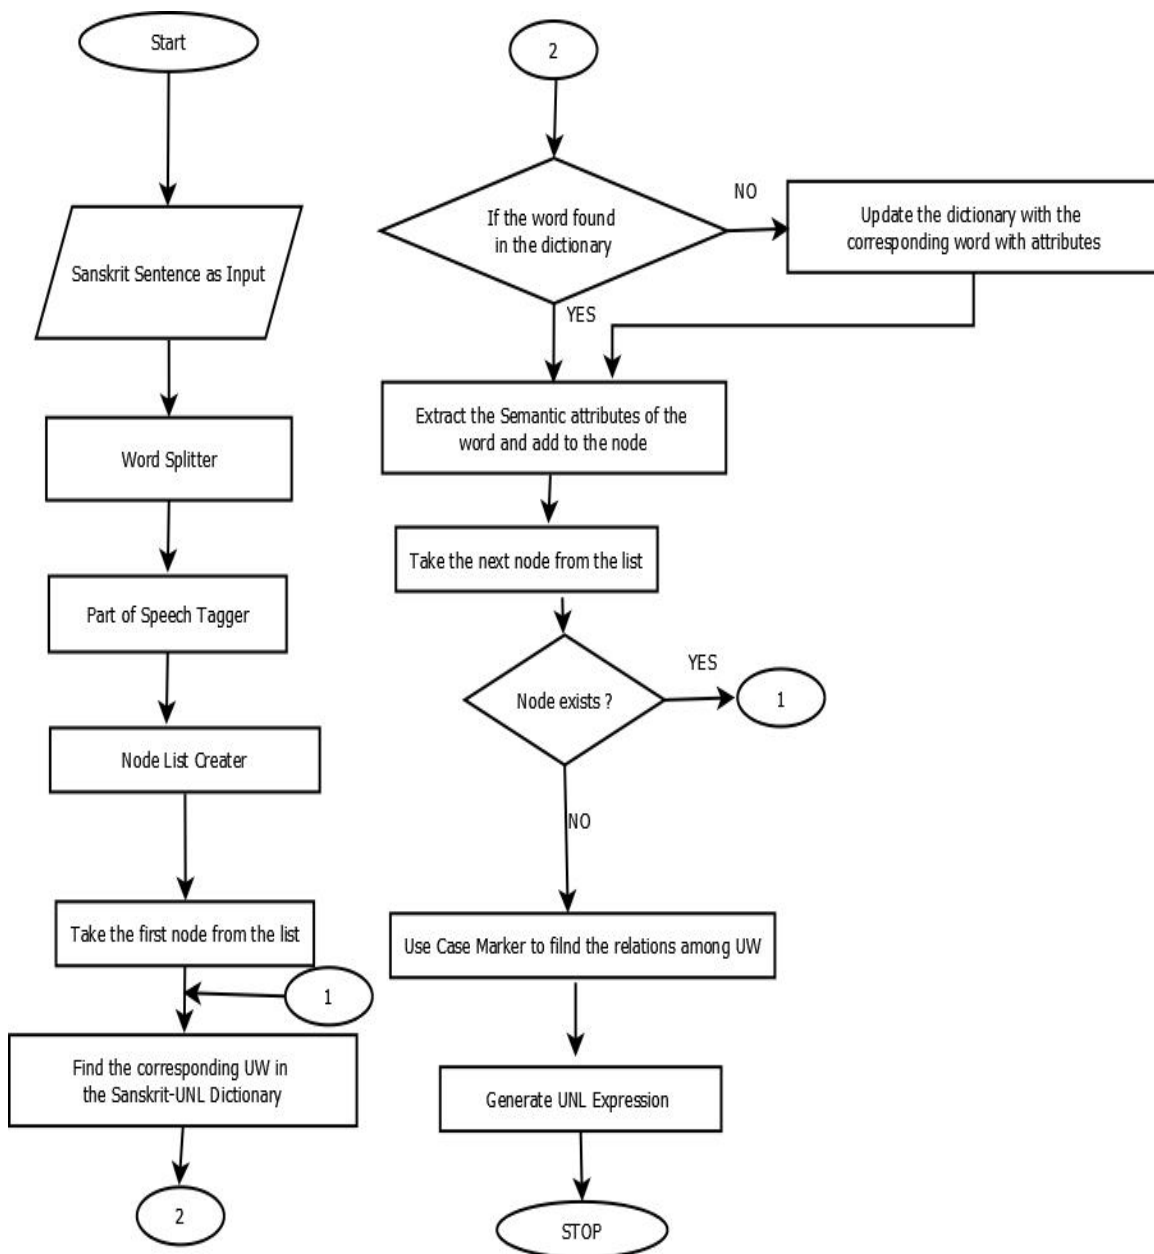 Start
Sanskrit Sentence as Input
Word Splitter
Part of Speech Tagger
Node List Creater
Take the first node from the list
1
Find the corresponding UW in
the Sanskrit-UNL Dictionary
2
2
If the word found
in the dictionary
NO
Update the dictionary with the
corresponding word with attributes
YES
Extract the Semantic attributes of the
word and add to the node
Take the next node from the list
Node exists ?
YES
1
NO
Use Case Marker to filnd the relations among UW
Generate UNL Expression
STOP